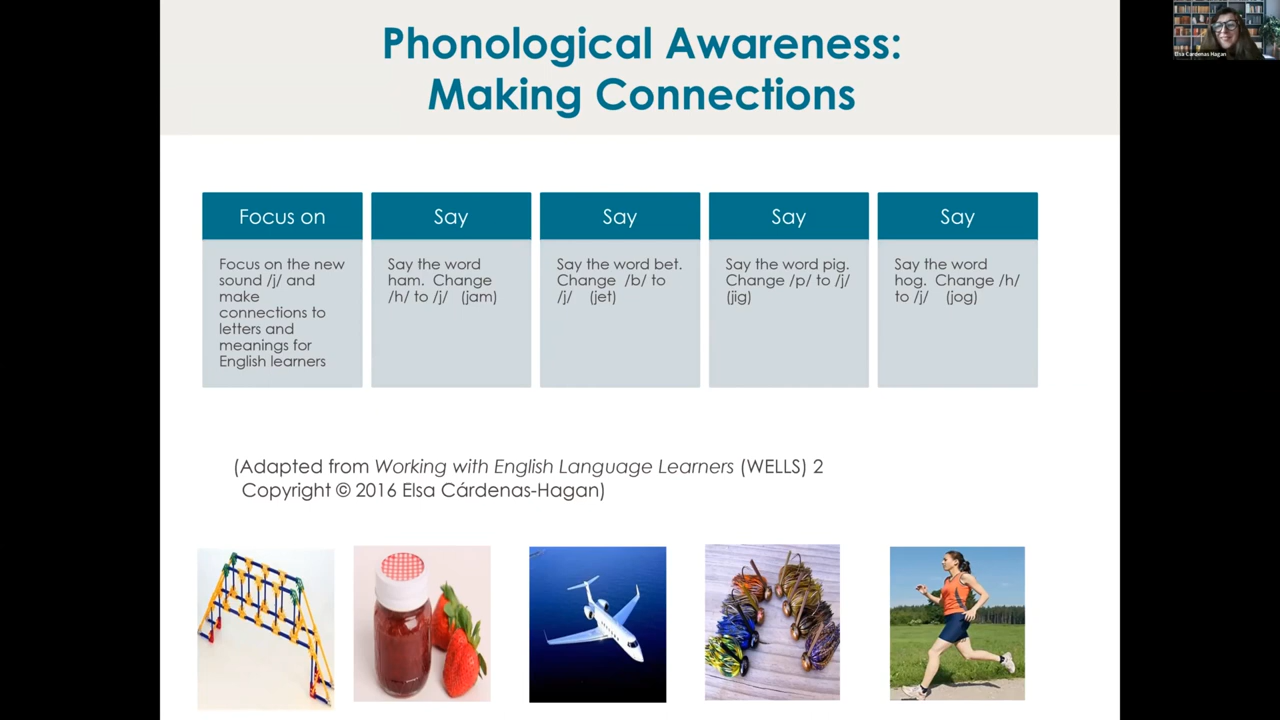 Phonological Awareness:
Making Connections
Elsa Cardenas Hagan
Focus on
Focus on the new
sound /j/ and
make
connections to
letters and
meanings for
English learners
Say
Say the word
ham. Change
/h/ to /j/ (jam)
Say
Say the word bet.
Change /b/ to
/j/ (jet)
Say
Say the word pig.
Change /p/ to /j/
(jig)
Say
Say the word
hog. Change /h/
to /j/ (jog)
(Adapted from Working with English Language Learners (WELLS) 2
Copyright © 2016 Elsa Cárdenas-Hagan)